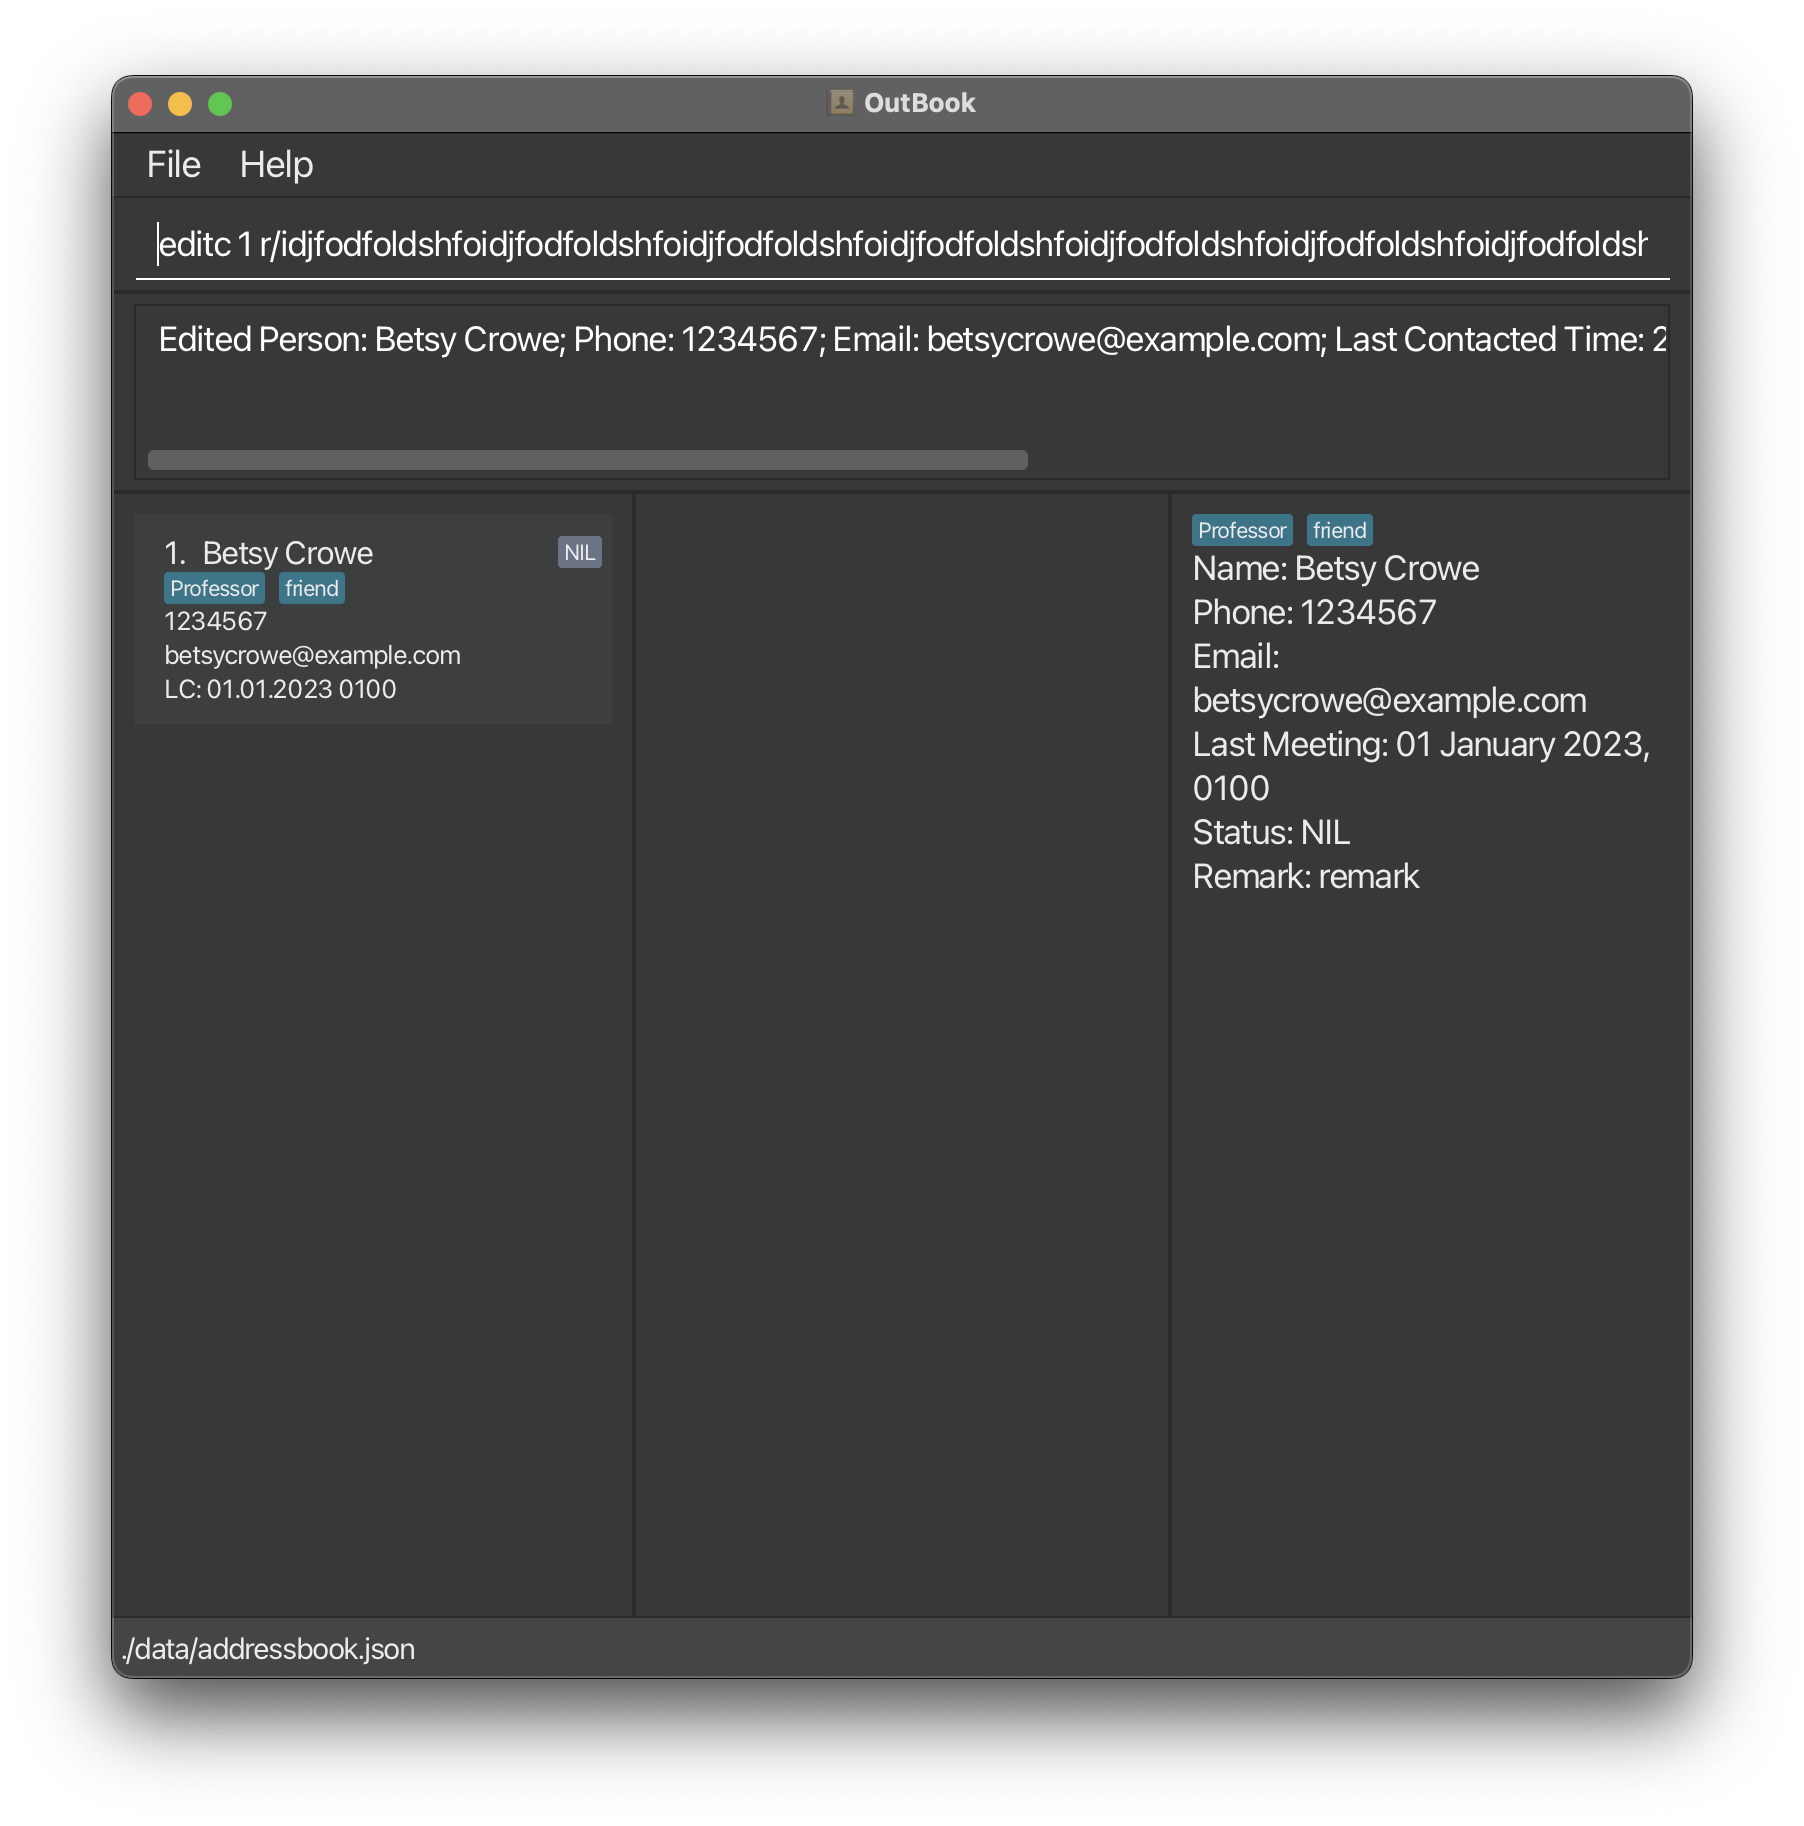 OutBook
File Help
editc 1 r/idjfodfoldshfoidjfodfoldshfoidjfodfoldshfoidjfodfoldshfoidjfodfoldshfoidjfodfoldshfoidjfodfoldsh
Edited Person: Betsy Crowe; Phone: 1234567; Email: betsycrowe@example.com; Last Contacted Time: 2
1. Betsy Crowe NIL
Professor friend
1234567
betsycrowe@example.com
LC: 01.01.2023 0100
Professor friend
Name: Betsy Crowe
Phone: 1234567
Email:
betsycrowe@example.com
Last Meeting: 01 January 2023,
0100
Status: NIL
Remark: remark
./data/addressbook.json